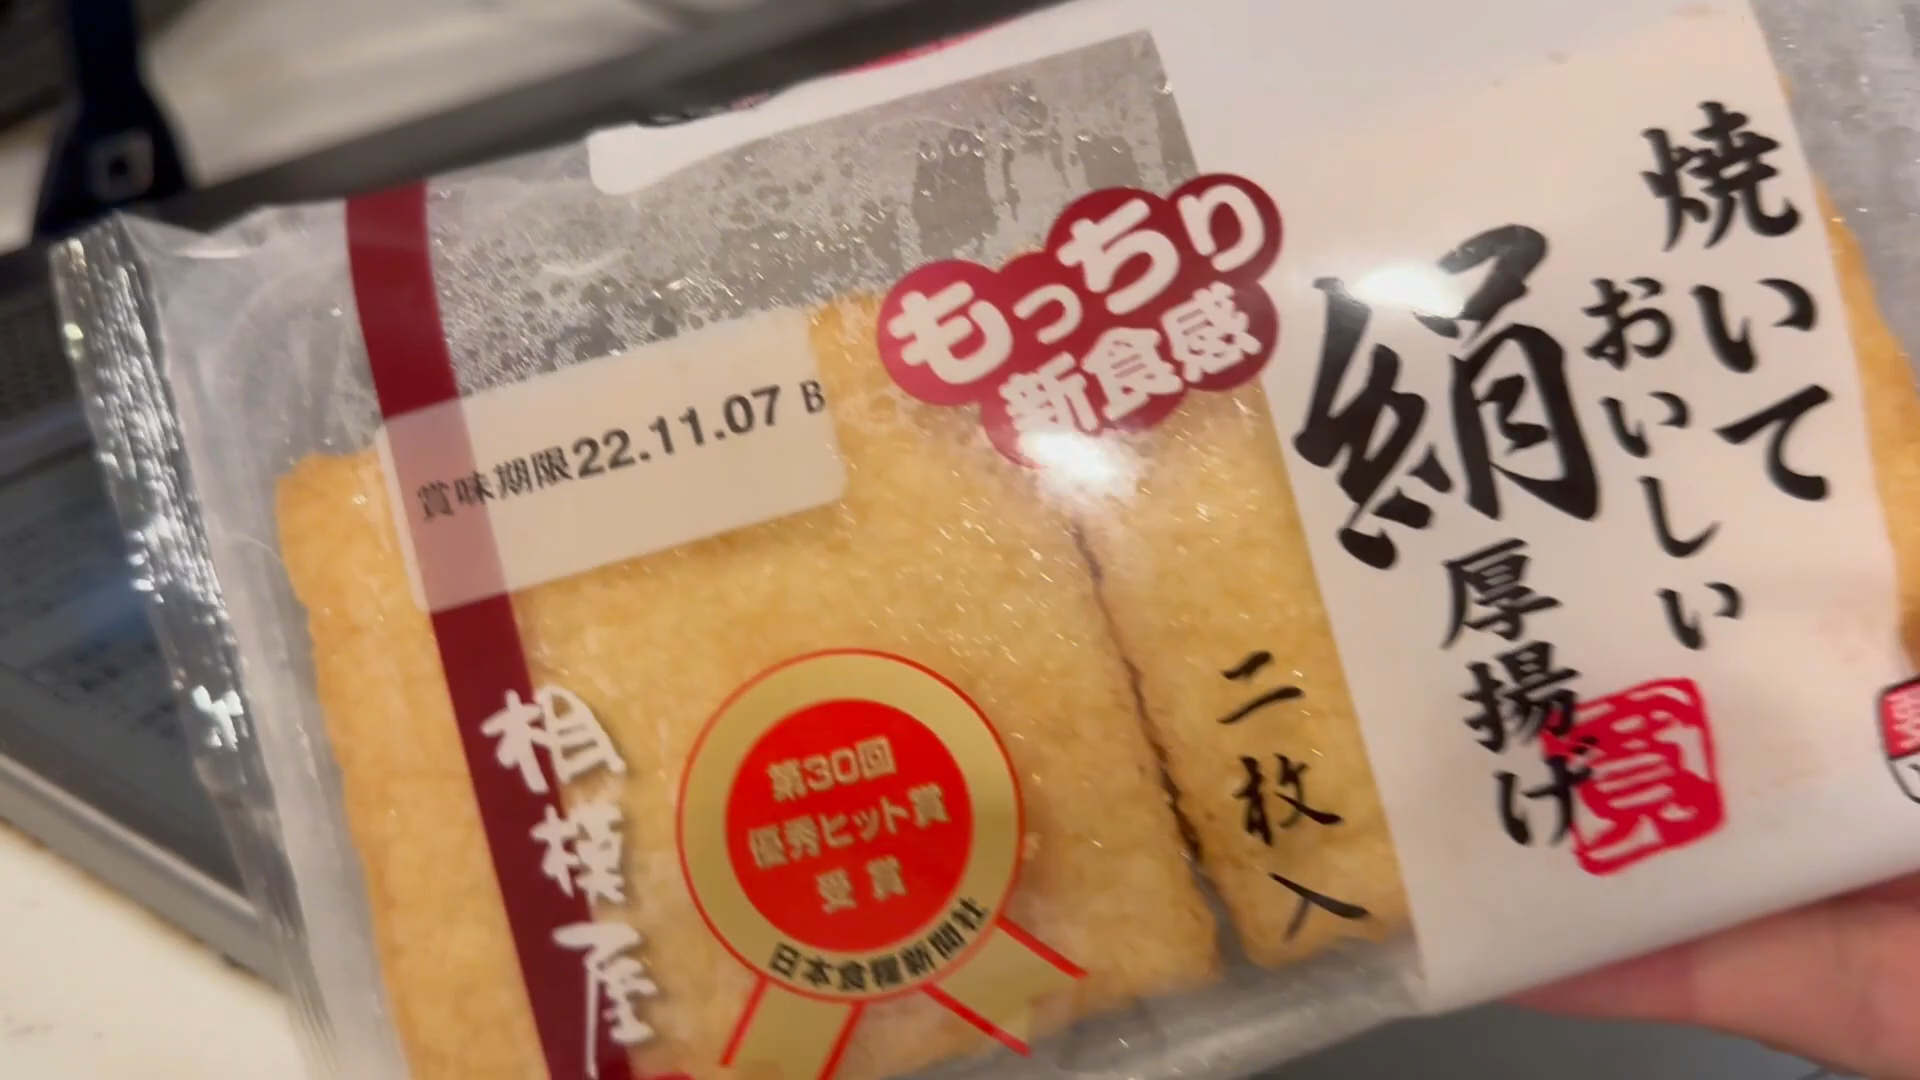 焼いて
おいしい
絹
厚揚げ
もっちり
新食感
賞味期限22.11.07 B
二枚入
相模屋
第30回
優秀ヒット賞
受賞
日本食糧新聞社